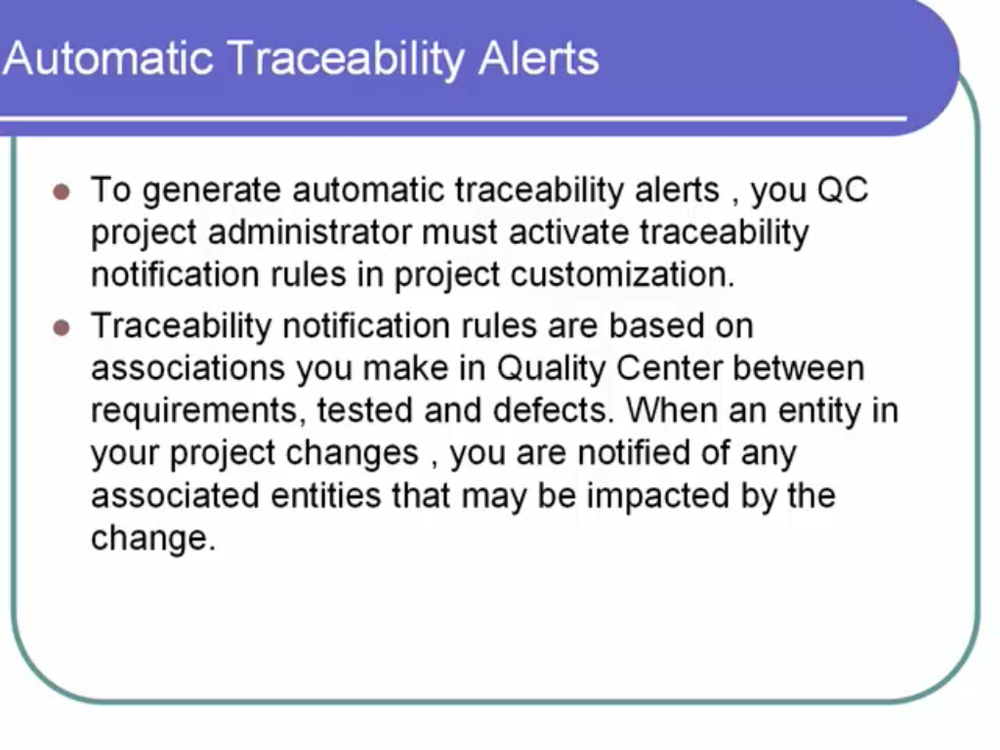 Automatic Traceability Alerts
To generate automatic traceability alerts , you QC
project administrator must activate traceability
notification rules in project customization.
Traceability notification rules are based on
associations you make in Quality Center between
requirements, tested and defects. When an entity in
your project changes , you are notified of any
associated entities that may be impacted by the
change.